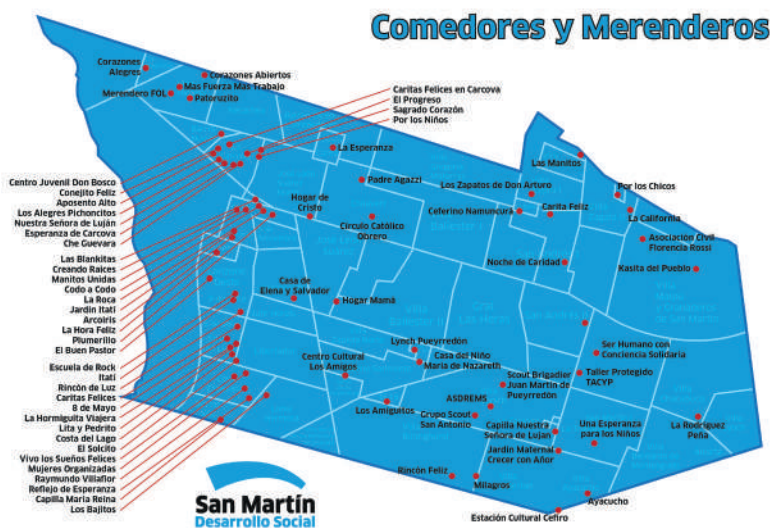 Comedores y Merenderos
Corazones
Alegres
Corazones Abiertos
Mas Fuerza Mas Trabajo
Merendero FOL
Patoruzito
Caritas Felices en Carcova
El Progreso
Sagrado Corazón
Por los Niños
La Esperanza
Las Manitos
Centro Juvenil Don Bosco
Conejito Feliz
Aposento Alto
Los Alegres Pichoncitos
Nuestra Señora de Luján
Esperanza de Carcova
Che Guevara
Padre Agazzi
Los Zapatos de Don Arturo
Por los Chicos
Hogar de
Cristo
Círculo Católico
Obrero
Ceferino Namuncurá
Carita Feliz
La California
Asociacion Civil
Florencia Rossi
Las Blankitas
Creando Raices
Manitos Unidas
Codo a Codo
La Roca
Jardin Itatí
Arcoiris
La Hora Feliz
Plumerillo
El Buen Pastor
Noche de Caridad
Kasita del Pueblo
Casa de
Elena y Salvador
Hogar Mamá
Lynch Pueyrredón
Ser Humano con
Conciencia Solidaria
Escuela de Rock
Itatí
Rincón de Luz
Caritas Felices
8 de Mayo
La Hormiguita Viajera
Lita y Pedrito
Costa del Lago
El Solcito
Vivo los Sueños Felices
Mujeres Organizadas
Raymundo Villaflor
Reflejo de Esperanza
Capilla Maria Reina
Los Bajitos
Centro Cultural
Los Amigos
Casa del Niño
María de Nazareth
Scout Brigadier
Juan Martín de
Pueyrredón
Taller Protegido
TACYP
Los Amiguitos
ASDREMS
Grupo Scout
San Antonio
Capilla Nuestra
Señora de Lujan
Una Esperanza
para los Niños
La Rodriguez
Peña
Jardín Maternal
Crecer con Añor
Rincón Feliz
Milagros
Ayacucho
Estación Cultural Cefiro
San Martín
Desarrollo Social